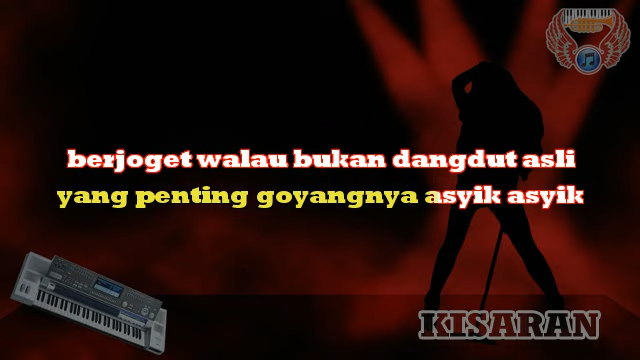 berjoget walau bukan dangdut asli
yang penting goyangnya asyik asyik
KISARAN